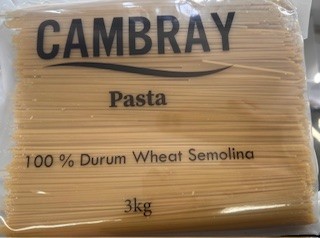 CAMBRAY
Pasta
100 % Durum Wheat Semolina
3kg